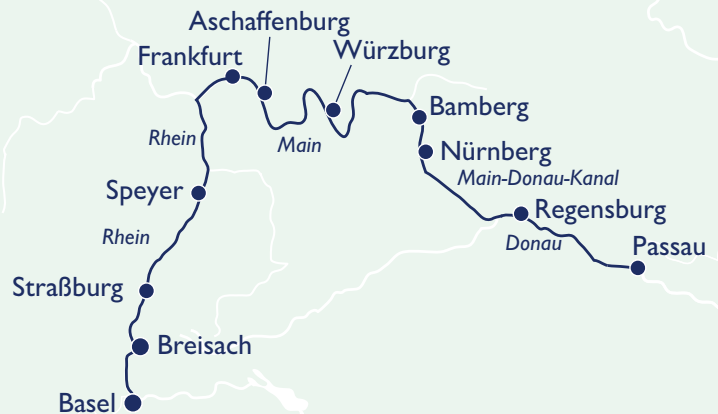 Aschaffenburg
Frankfurt
Würzburg
Bamberg
Rhein
Main
Nürnberg
Main-Donau-Kanal
Speyer
Regensburg
Rhein
Donau
Passau
Straßburg
Breisach
Basel